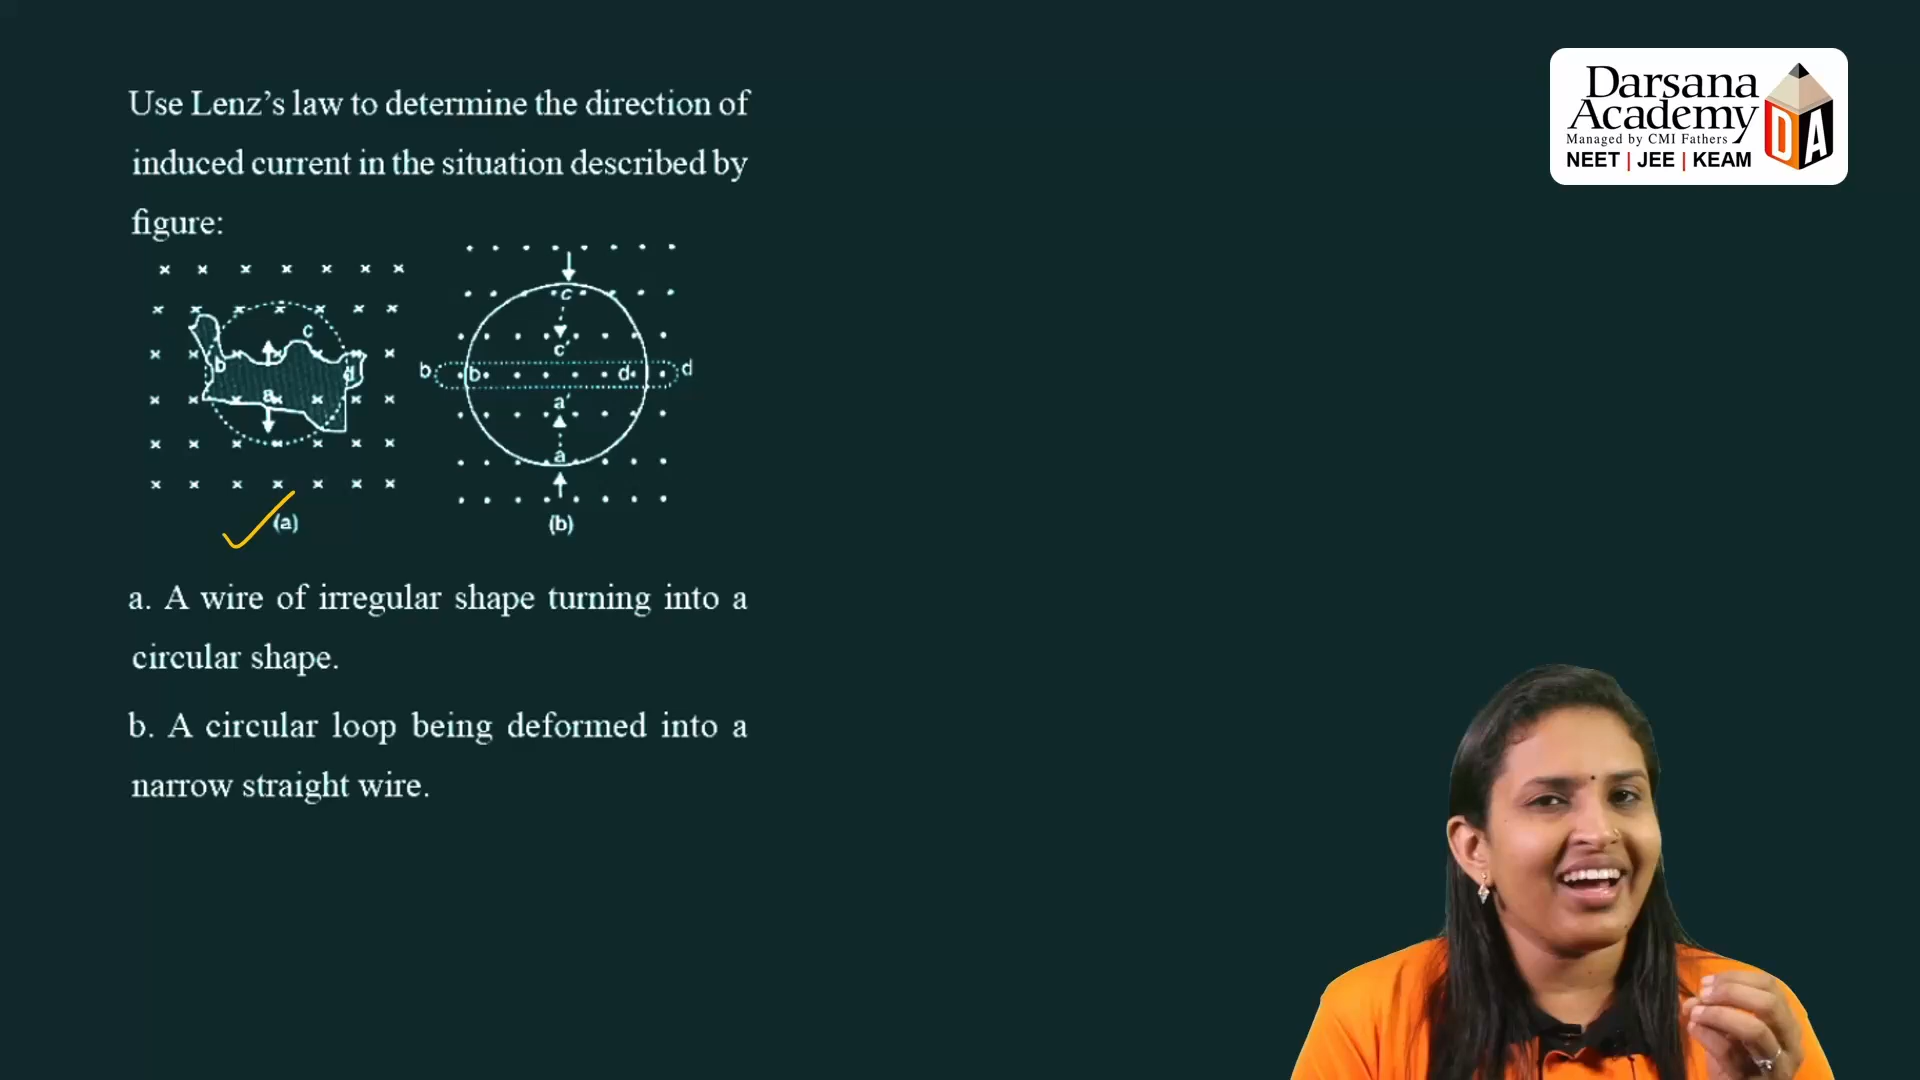 Use Lenz’s law to determine the direction of
induced current in the situation described by
figure:
c
b
d
a
(a)
c
c'
b
b
d
d
a'
a
(b)
a. A wire of irregular shape turning into a
circular shape.
b. A circular loop being deformed into a
narrow straight wire.
Darsana
Academy
Managed by CMI Fathers
NEET | JEE | KEAM
DA